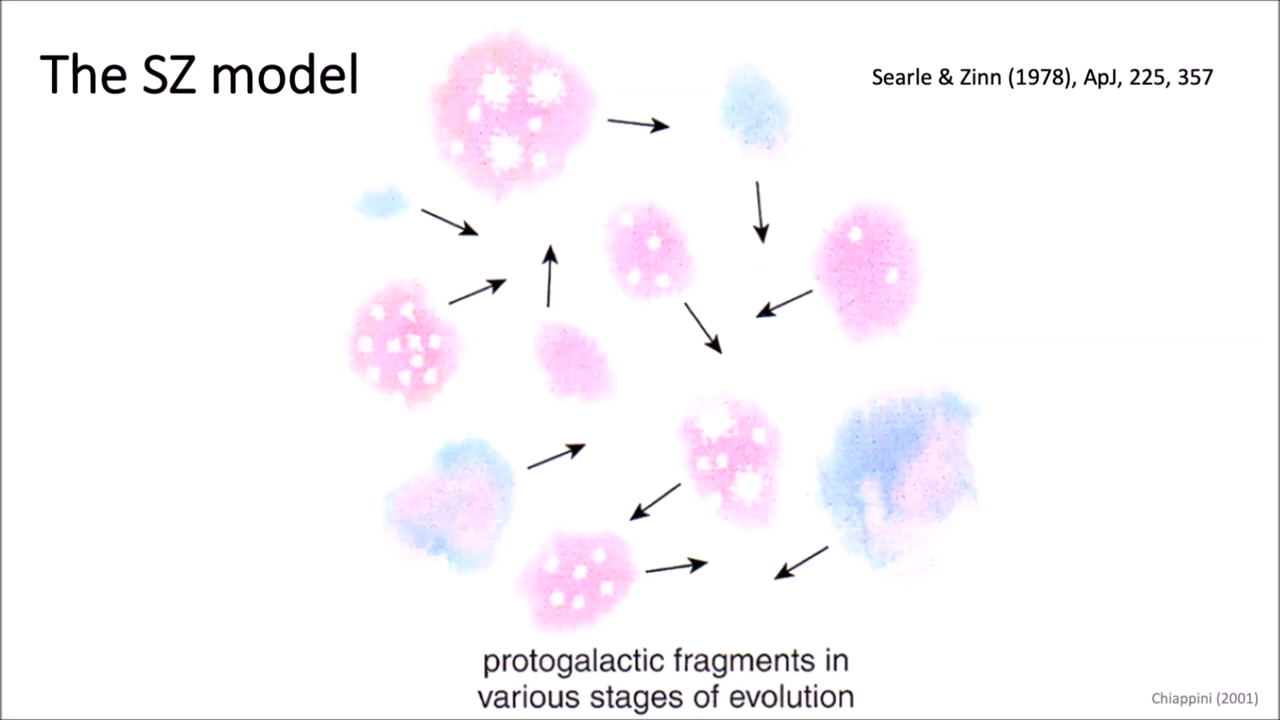 The SZ model
Searle & Zinn (1978), ApJ, 225, 357
protogalactic fragments in
various stages of evolution
Chiappini (2001)